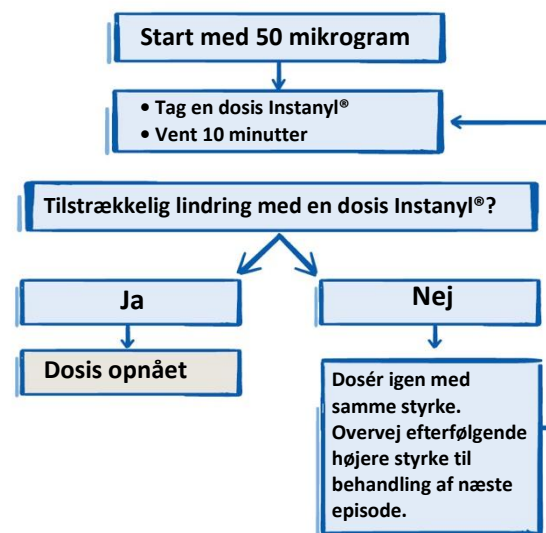 Start med 50 mikrogram
• Tag en dosis Instanyl®
• Vent 10 minutter
Tilstrækkelig lindring med en dosis Instanyl®?
Ja
Nej
Dosis opnået
Dosér igen med
samme styrke.
Overvej efterfølgende
højere styrke til
behandling af næste
episode.